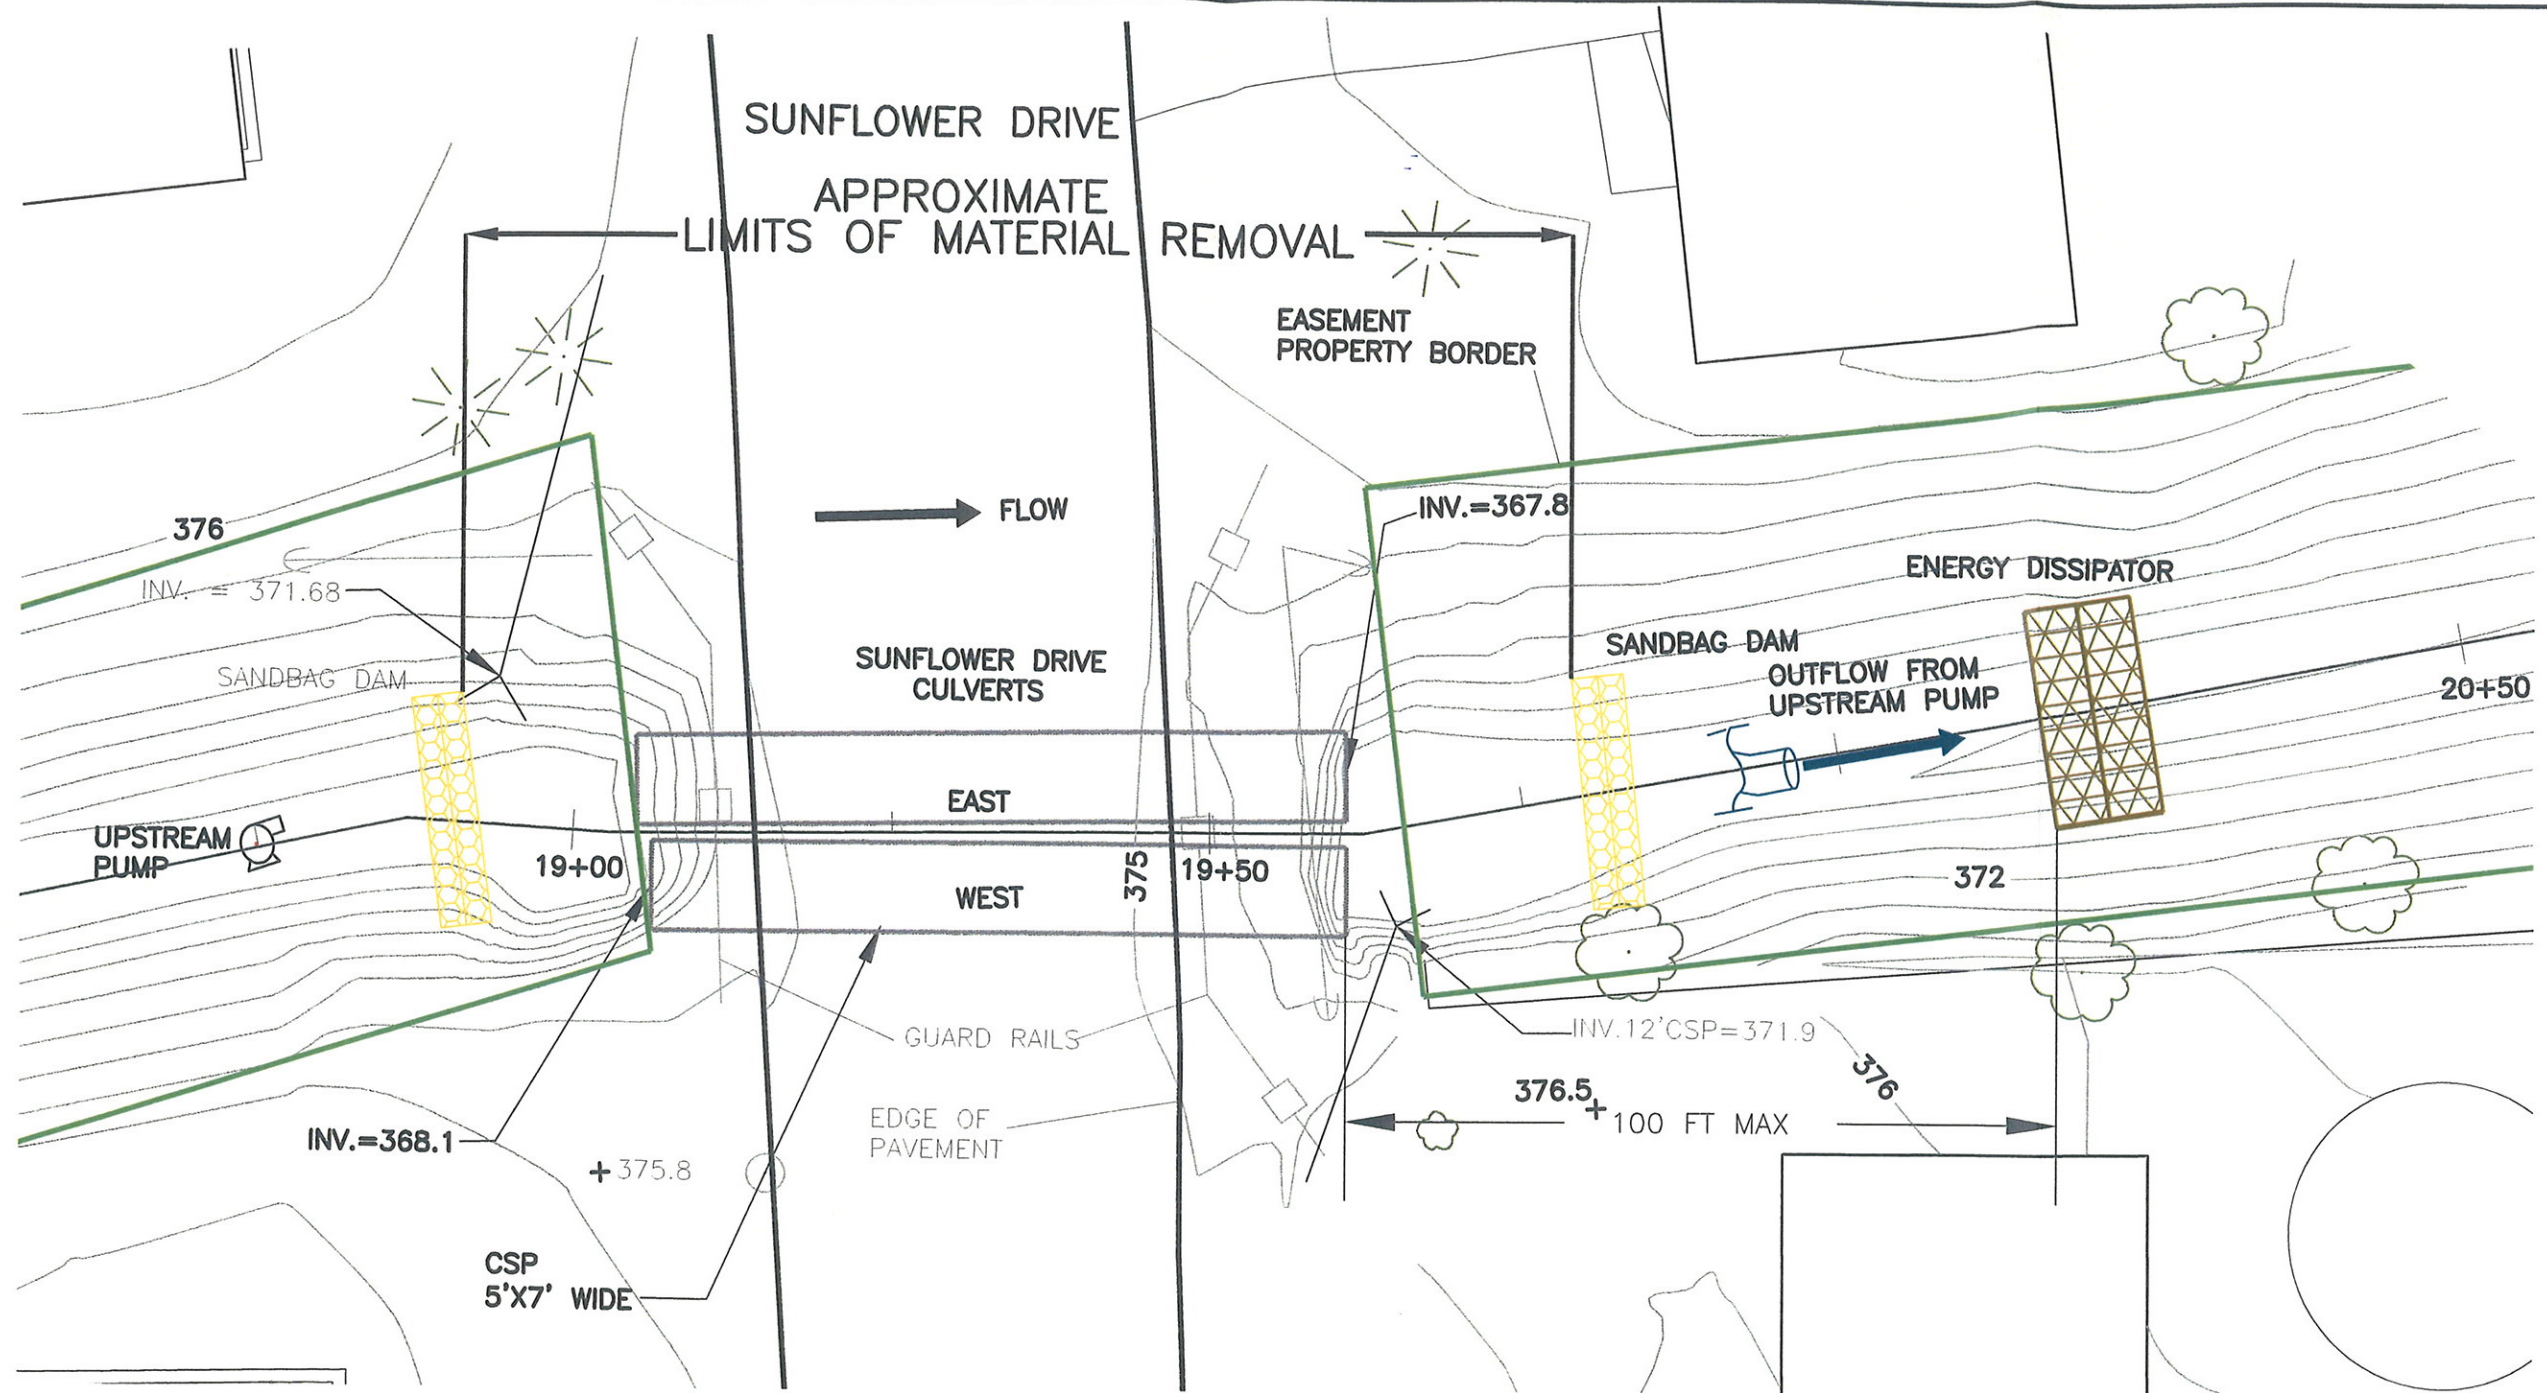 SUNFLOWER DRIVE
APPROXIMATE
LIMITS OF MATERIAL REMOVAL
EASEMENT
PROPERTY BORDER
376
INV.=367.8
FLOW
INV. = 371.68
ENERGY DISSIPATOR
SANDBAG DAM
SUNFLOWER DRIVE
CULVERTS
SANDBAG DAM
OUTFLOW FROM
UPSTREAM PUMP
20+50
EAST
UPSTREAM
PUMP
19+00
375
19+50
WEST
372
GUARD RAILS
INV.12'CSP=371.9
EDGE OF
PAVEMENT
376.5
+
376
100 FT MAX
INV.=368.1
+375.8
CSP
5'X7' WIDE